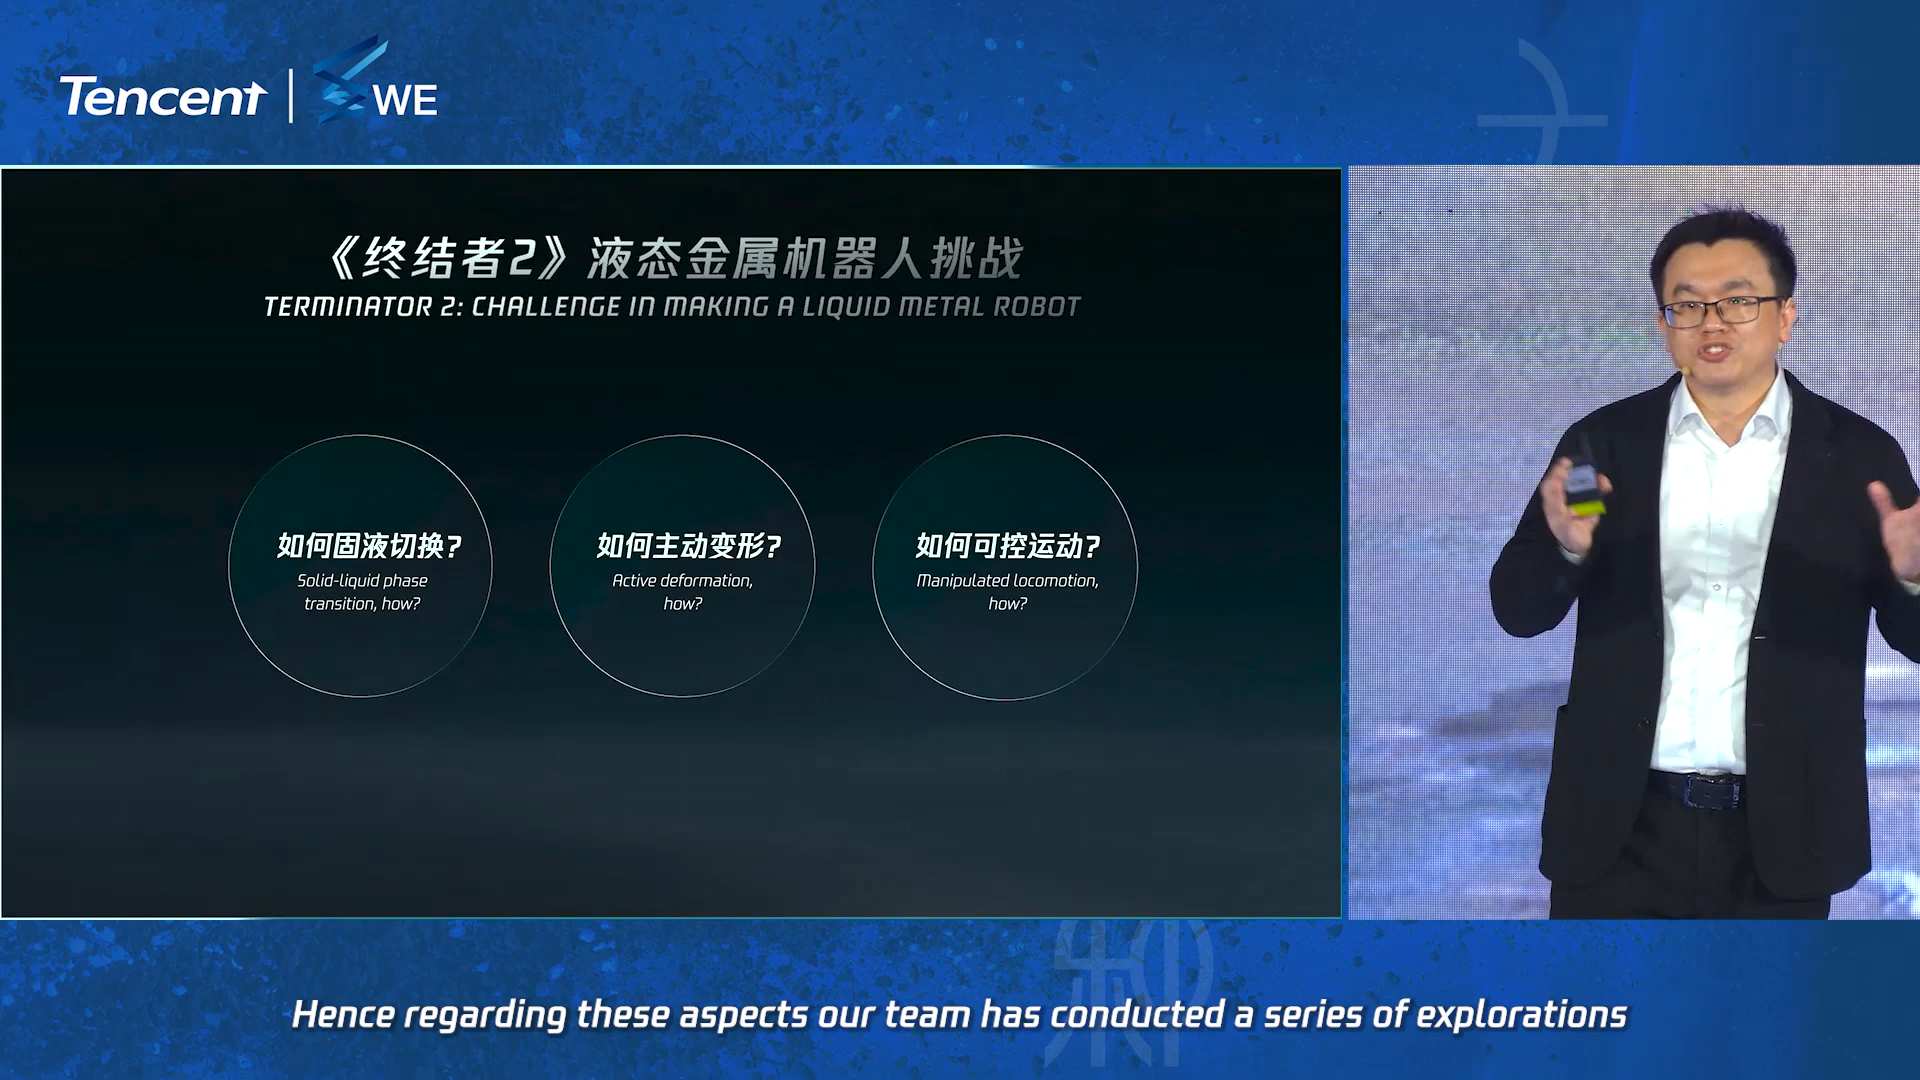 Tencent
WE
《终结者2》液态金属机器人挑战
TERMINATOR 2: CHALLENGE IN MAKING A LIQUID METAL ROBOT
如何固液切换?
Solid-liquid phase
transition, how?
如何主动变形?
Active deformation,
how?
如何可控运动?
Manipulated locomotion,
how?
Hence regarding these aspects our team has conducted a series of explorations